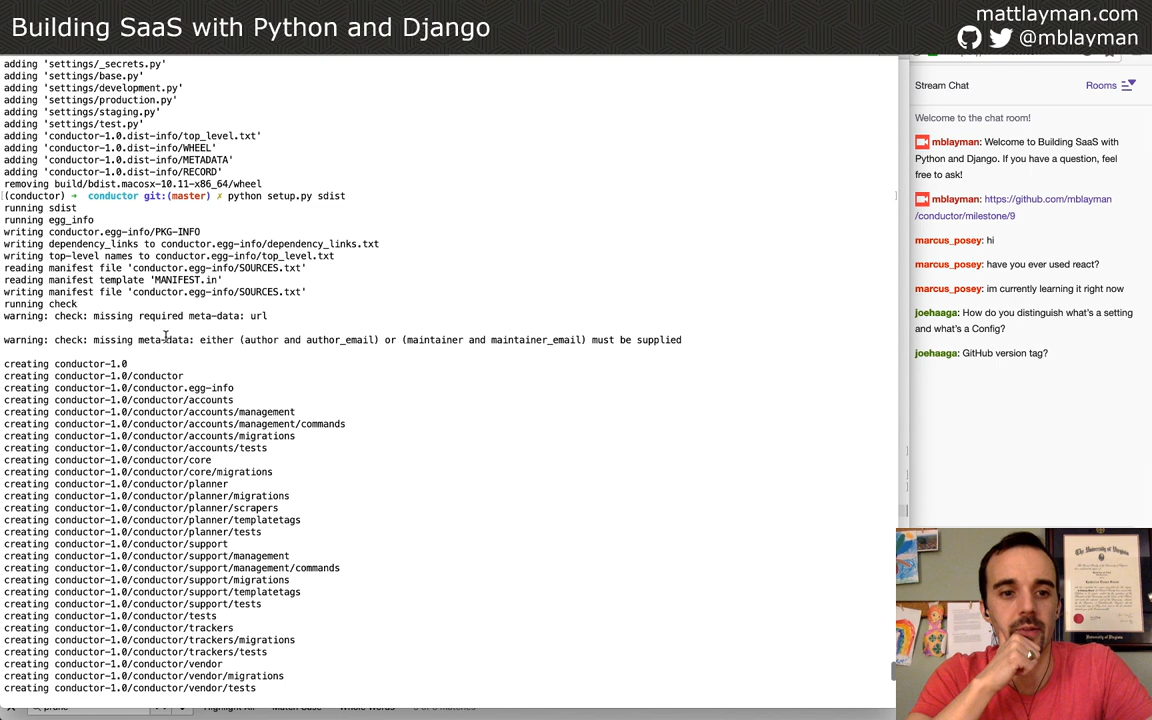 Building SaaS with Python and Django
mattlayman.com
@mblayman
adding 'settings/_secrets.py'
adding 'settings/base.py'
adding 'settings/development.py'
adding 'settings/production.py'
adding 'settings/staging.py'
adding 'settings/test.py'
adding 'conductor-1.0.dist-info/top_level.txt'
adding 'conductor-1.0.dist-info/WHEEL'
adding 'conductor-1.0.dist-info/METADATA'
adding 'conductor-1.0.dist-info/RECORD'
removing build/bdist.macosx-10.11-x86_64/wheel
(conductor) ➜ conductor git:(master) ✗ python setup.py sdist
running sdist
running egg_info
writing conductor.egg-info/PKG-INFO
writing dependency_links to conductor.egg-info/dependency_links.txt
writing top-level names to conductor.egg-info/top_level.txt
reading manifest file 'conductor.egg-info/SOURCES.txt'
reading manifest template 'MANIFEST.in'
writing manifest file 'conductor.egg-info/SOURCES.txt'
running check
warning: check: missing required meta-data: url
warning: check: missing meta-data: either (author and author_email) or (maintainer and maintainer_email) must be supplied
creating conductor-1.0
creating conductor-1.0/conductor
creating conductor-1.0/conductor.egg-info
creating conductor-1.0/conductor/accounts
creating conductor-1.0/conductor/accounts/management
creating conductor-1.0/conductor/accounts/management/commands
creating conductor-1.0/conductor/accounts/migrations
creating conductor-1.0/conductor/accounts/tests
creating conductor-1.0/conductor/core
creating conductor-1.0/conductor/core/migrations
creating conductor-1.0/conductor/planner
creating conductor-1.0/conductor/planner/migrations
creating conductor-1.0/conductor/planner/scrapers
creating conductor-1.0/conductor/planner/templatetags
creating conductor-1.0/conductor/planner/tests
creating conductor-1.0/conductor/support
creating conductor-1.0/conductor/support/management
creating conductor-1.0/conductor/support/management/commands
creating conductor-1.0/conductor/support/migrations
creating conductor-1.0/conductor/support/templatetags
creating conductor-1.0/conductor/support/tests
creating conductor-1.0/conductor/tests
creating conductor-1.0/conductor/trackers
creating conductor-1.0/conductor/trackers/migrations
creating conductor-1.0/conductor/trackers/tests
creating conductor-1.0/conductor/vendor
creating conductor-1.0/conductor/vendor/migrations
creating conductor-1.0/conductor/vendor/tests
Stream Chat Rooms
Welcome to the chat room!
mblayman: Welcome to Building SaaS with
Python and Django. If you have a question, feel
free to ask!
mblayman: https://github.com/mblayman
/conductor/milestone/9
marcus_posey: hi
marcus_posey: have you ever used react?
marcus_posey: im currently learning it right now
joehaaga: How do you distinguish what's a setting
and what's a Config?
joehaaga: GitHub version tag?
The University of Virginia